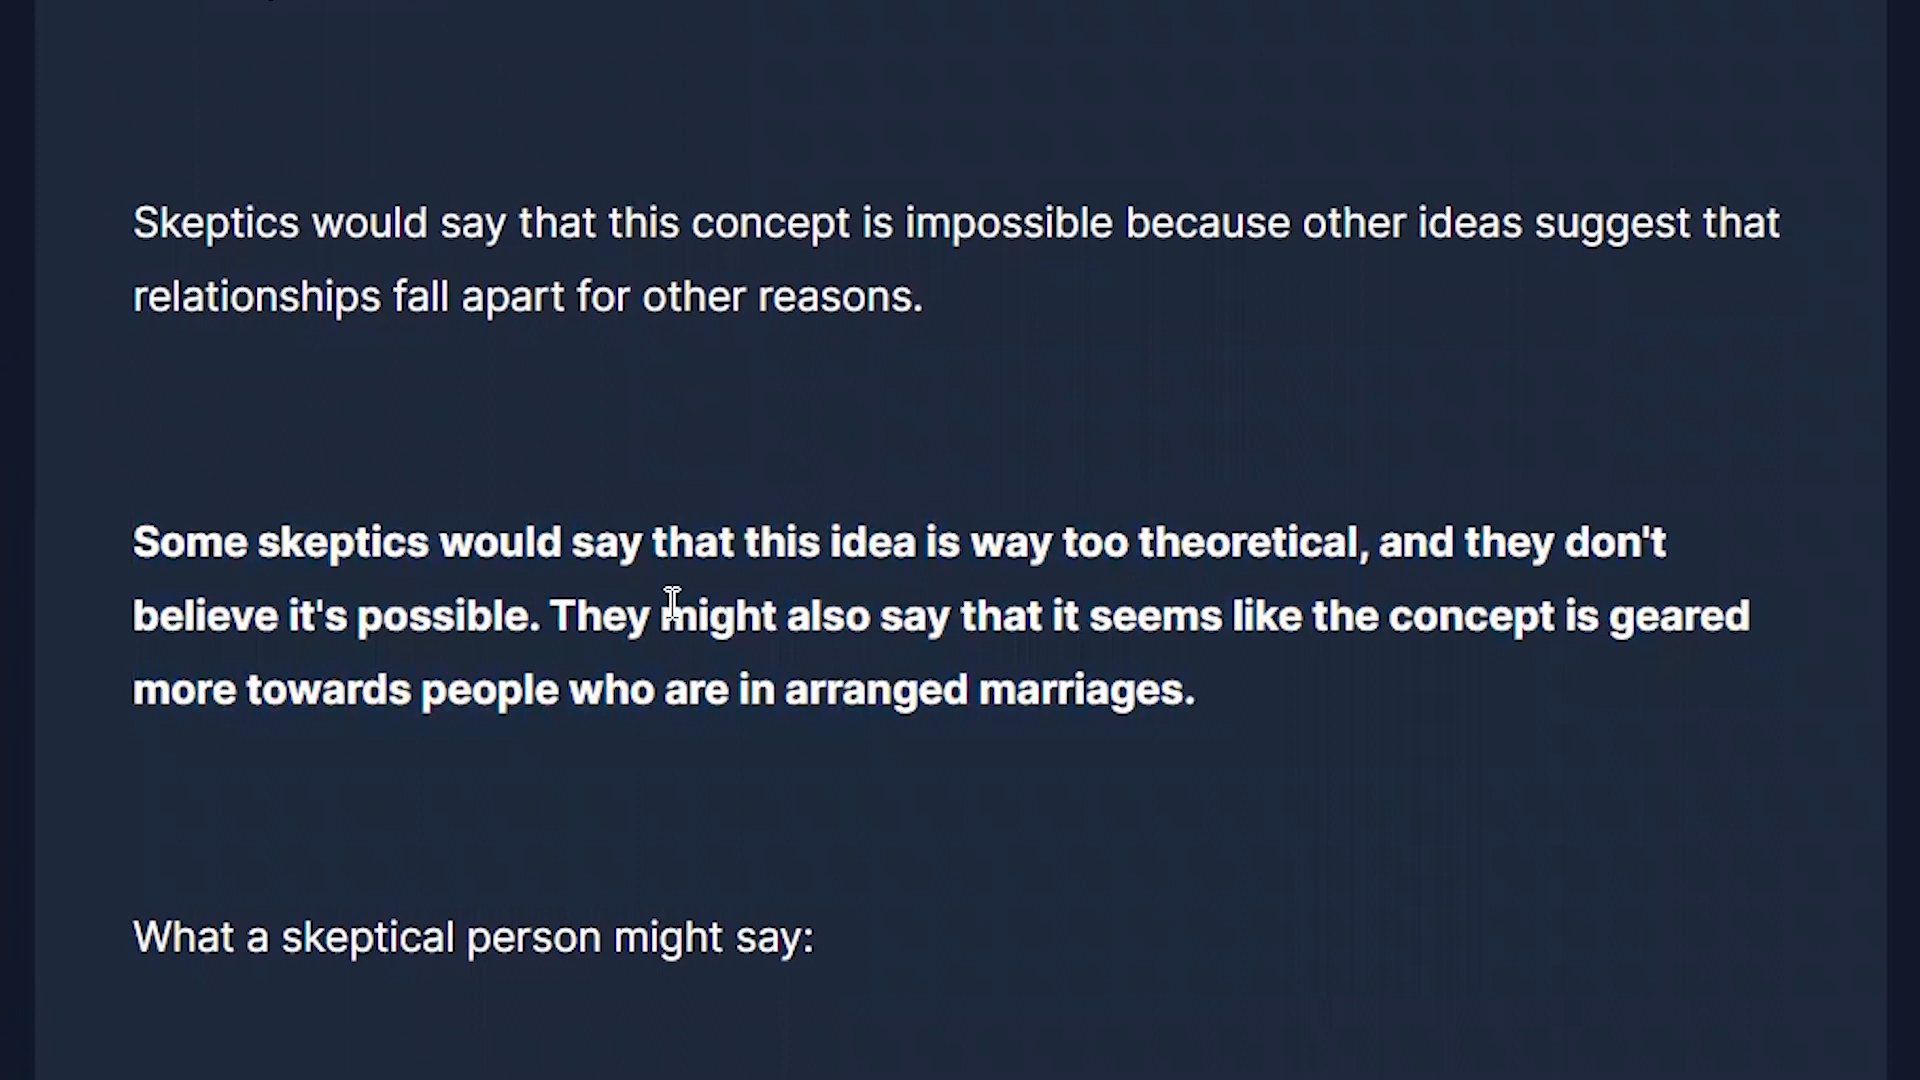 Skeptics would say that this concept is impossible because other ideas suggest that
relationships fall apart for other reasons.
Some skeptics would say that this idea is way too theoretical, and they don't
believe it's possible. They might also say that it seems like the concept is geared
more towards people who are in arranged marriages.
What a skeptical person might say: